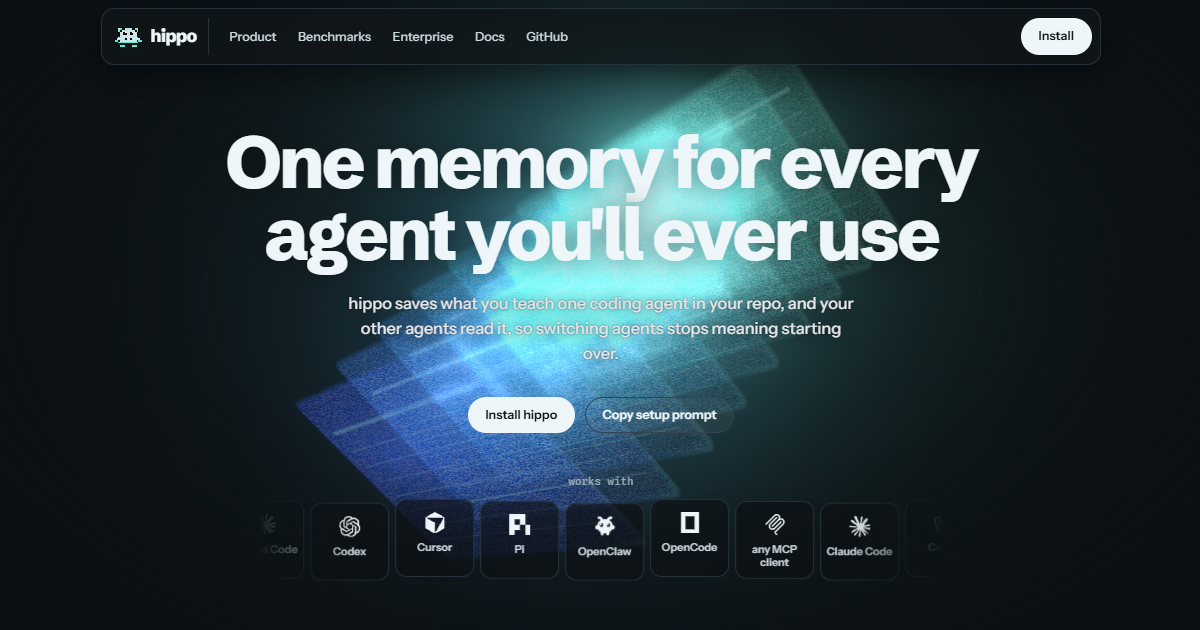 hippo
Product
Benchmarks
Enterprise
Docs
GitHub
Install
One memory for every
agent you'll ever use
hippo saves what you teach one coding agent in your repo, and your
other agents read it, so switching agents stops meaning starting
over.
Install hippo
Copy setup prompt
works with
Code
Codex
Cursor
Pi
OpenClaw
OpenCode
any MCP
client
Claude Code